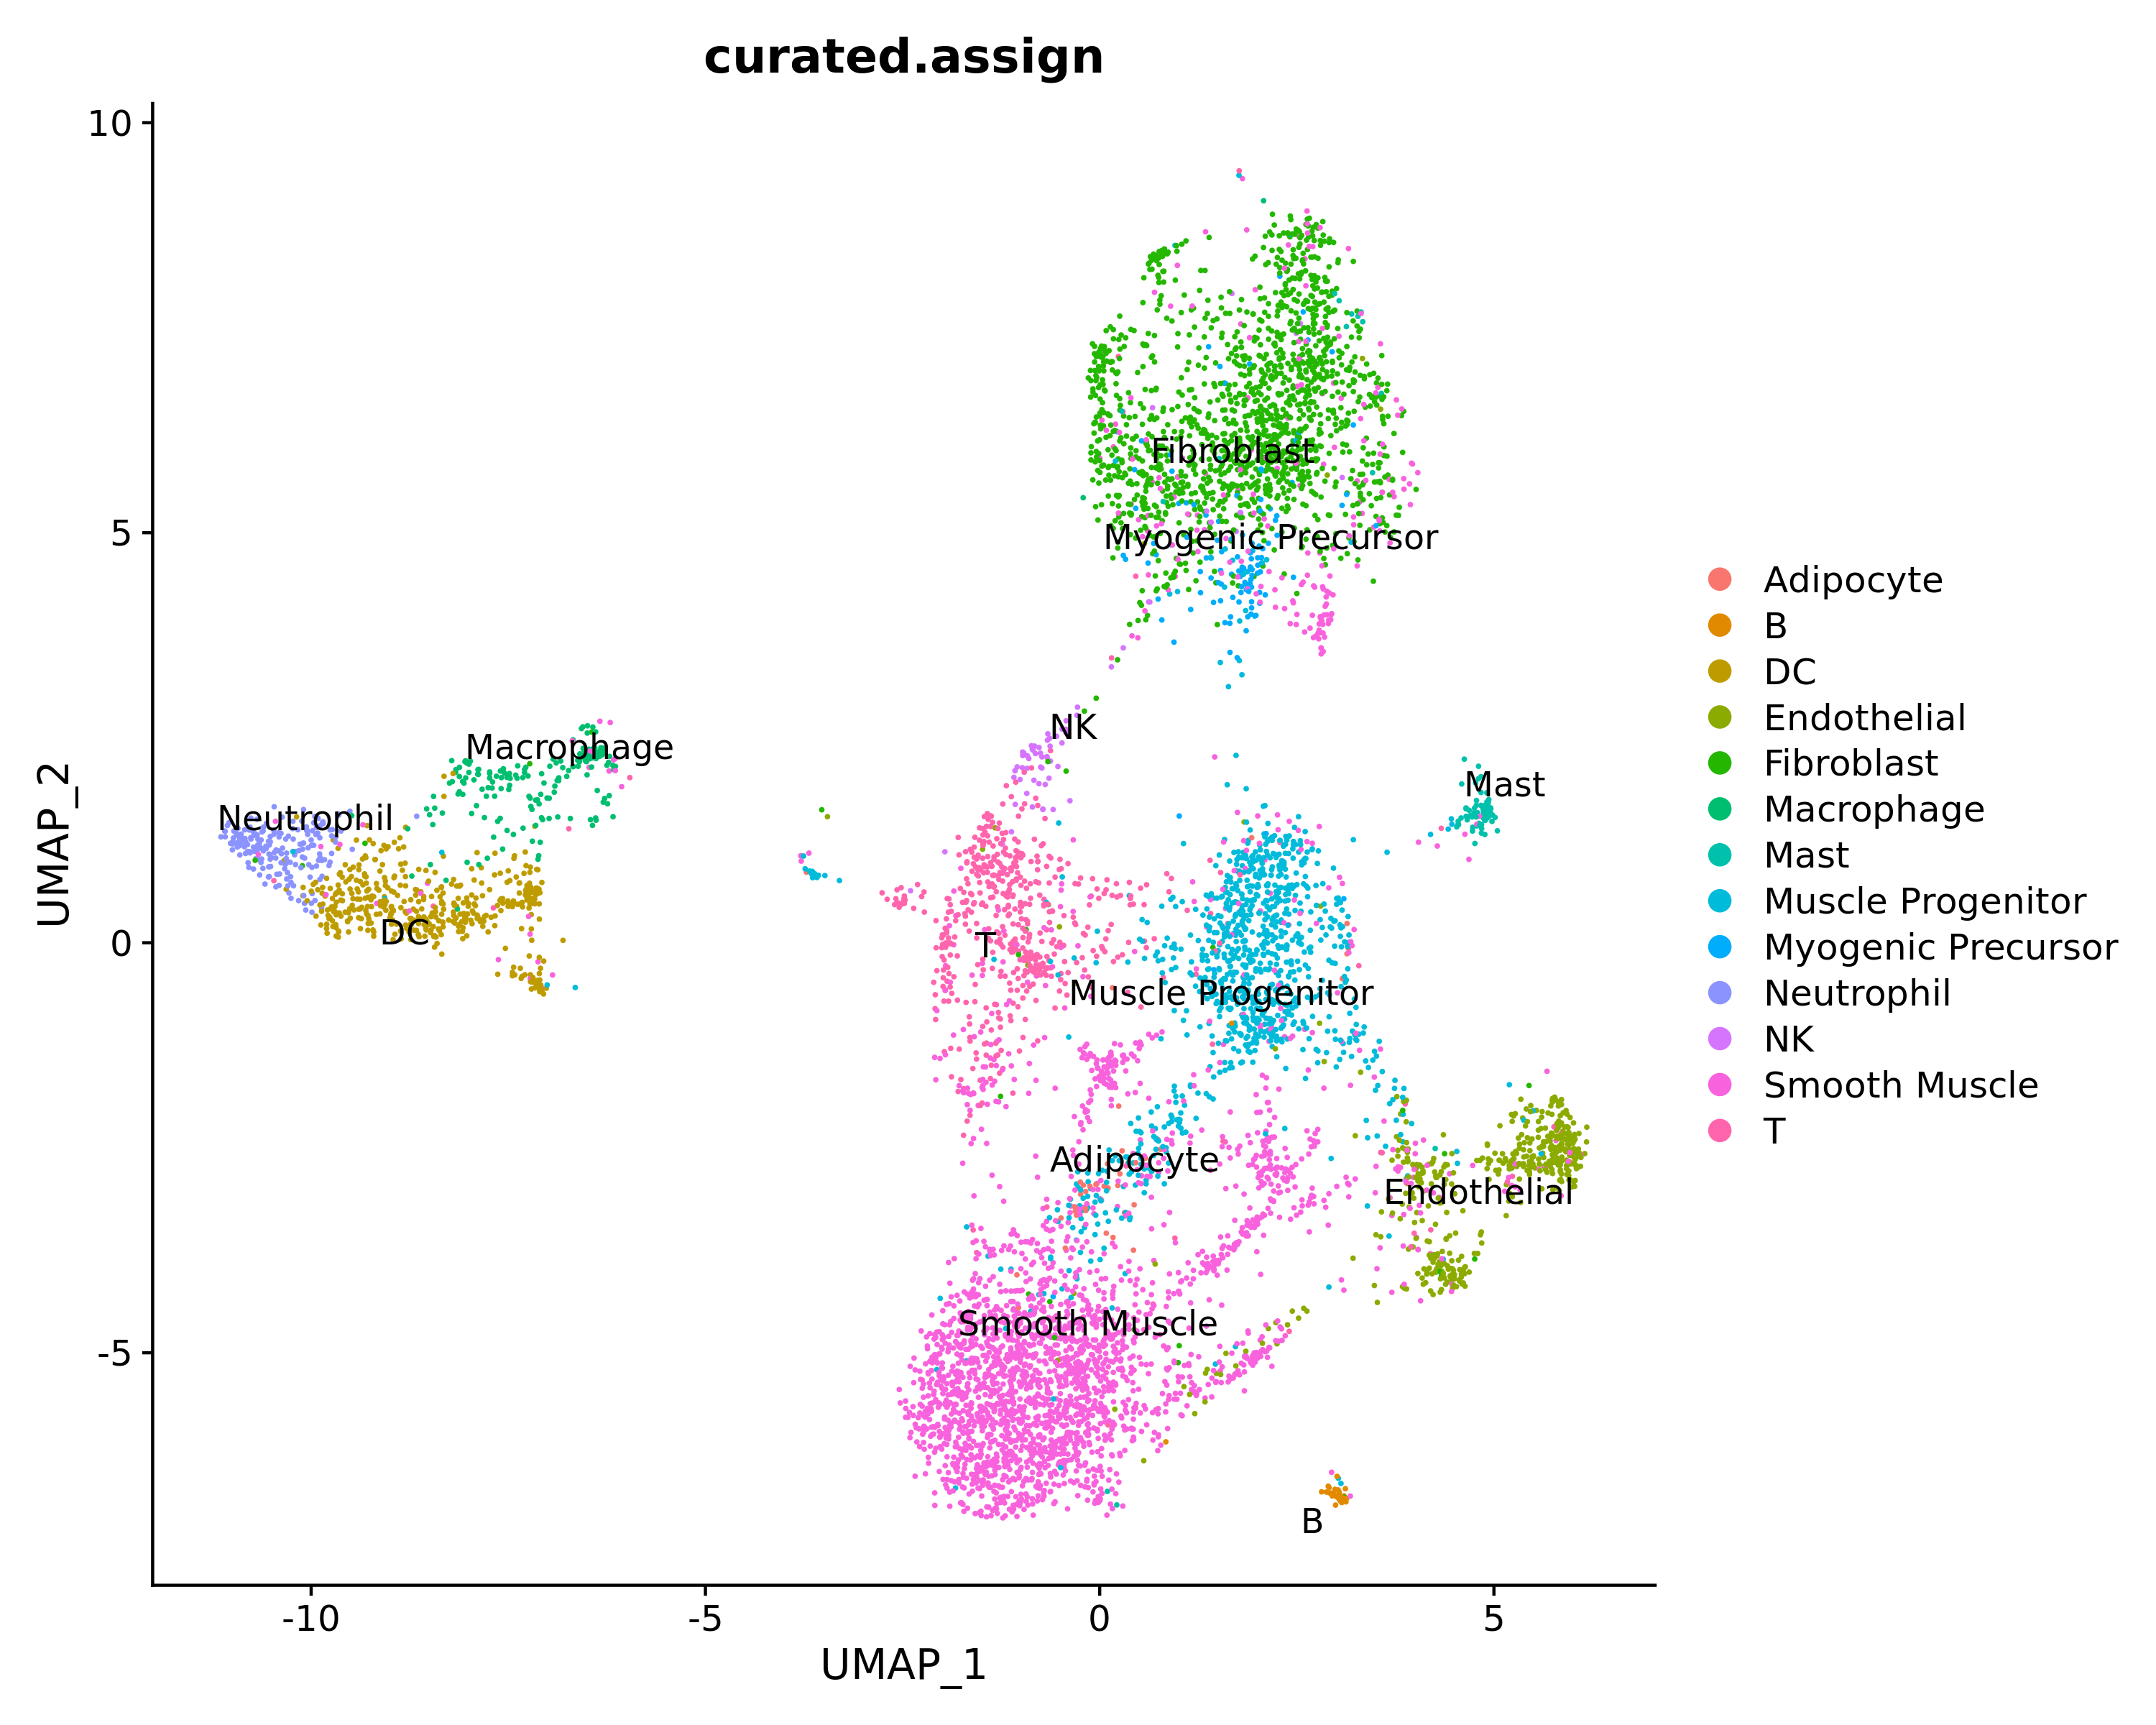 curated.assign
10
5
0
-5
UMAP_2
-10
-5
0
5
UMAP_1
Fibroblast
Myogenic Precursor
NK
Macrophage
Mast
Neutrophil
DC
T
Muscle Progenitor
Adipocyte
Endothelial
Smooth Muscle
B
Adipocyte
B
DC
Endothelial
Fibroblast
Macrophage
Mast
Muscle Progenitor
Myogenic Precursor
Neutrophil
NK
Smooth Muscle
T